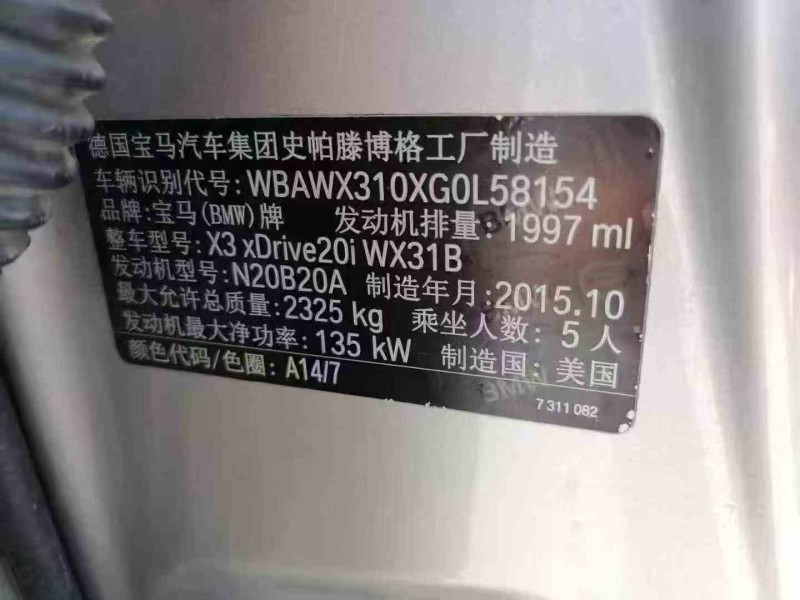 德国宝马汽车集团史帕滕博格工厂制造
车辆识别代号: WBAWX310XG0L58154
品牌: 宝马(BMW)牌 发动机排量: 1997 ml
整车型号: X3 xDrive20i WX31B
发动机型号: N20B20A 制造年月: 2015.10
最大允许总质量: 2325 kg 乘坐人数: 5 人
发动机最大净功率: 135 kW 制造国: 美国
颜色代码/色圈: A14/7
7 311 082